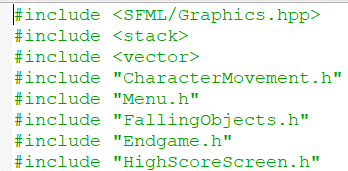 #include <SFML/Graphics.hpp>
#include <stack>
#include <vector>
#include "CharacterMovement.h"
#include "Menu.h"
#include "FallingObjects.h"
#include "Endgame.h"
#include "HighScoreScreen.h"